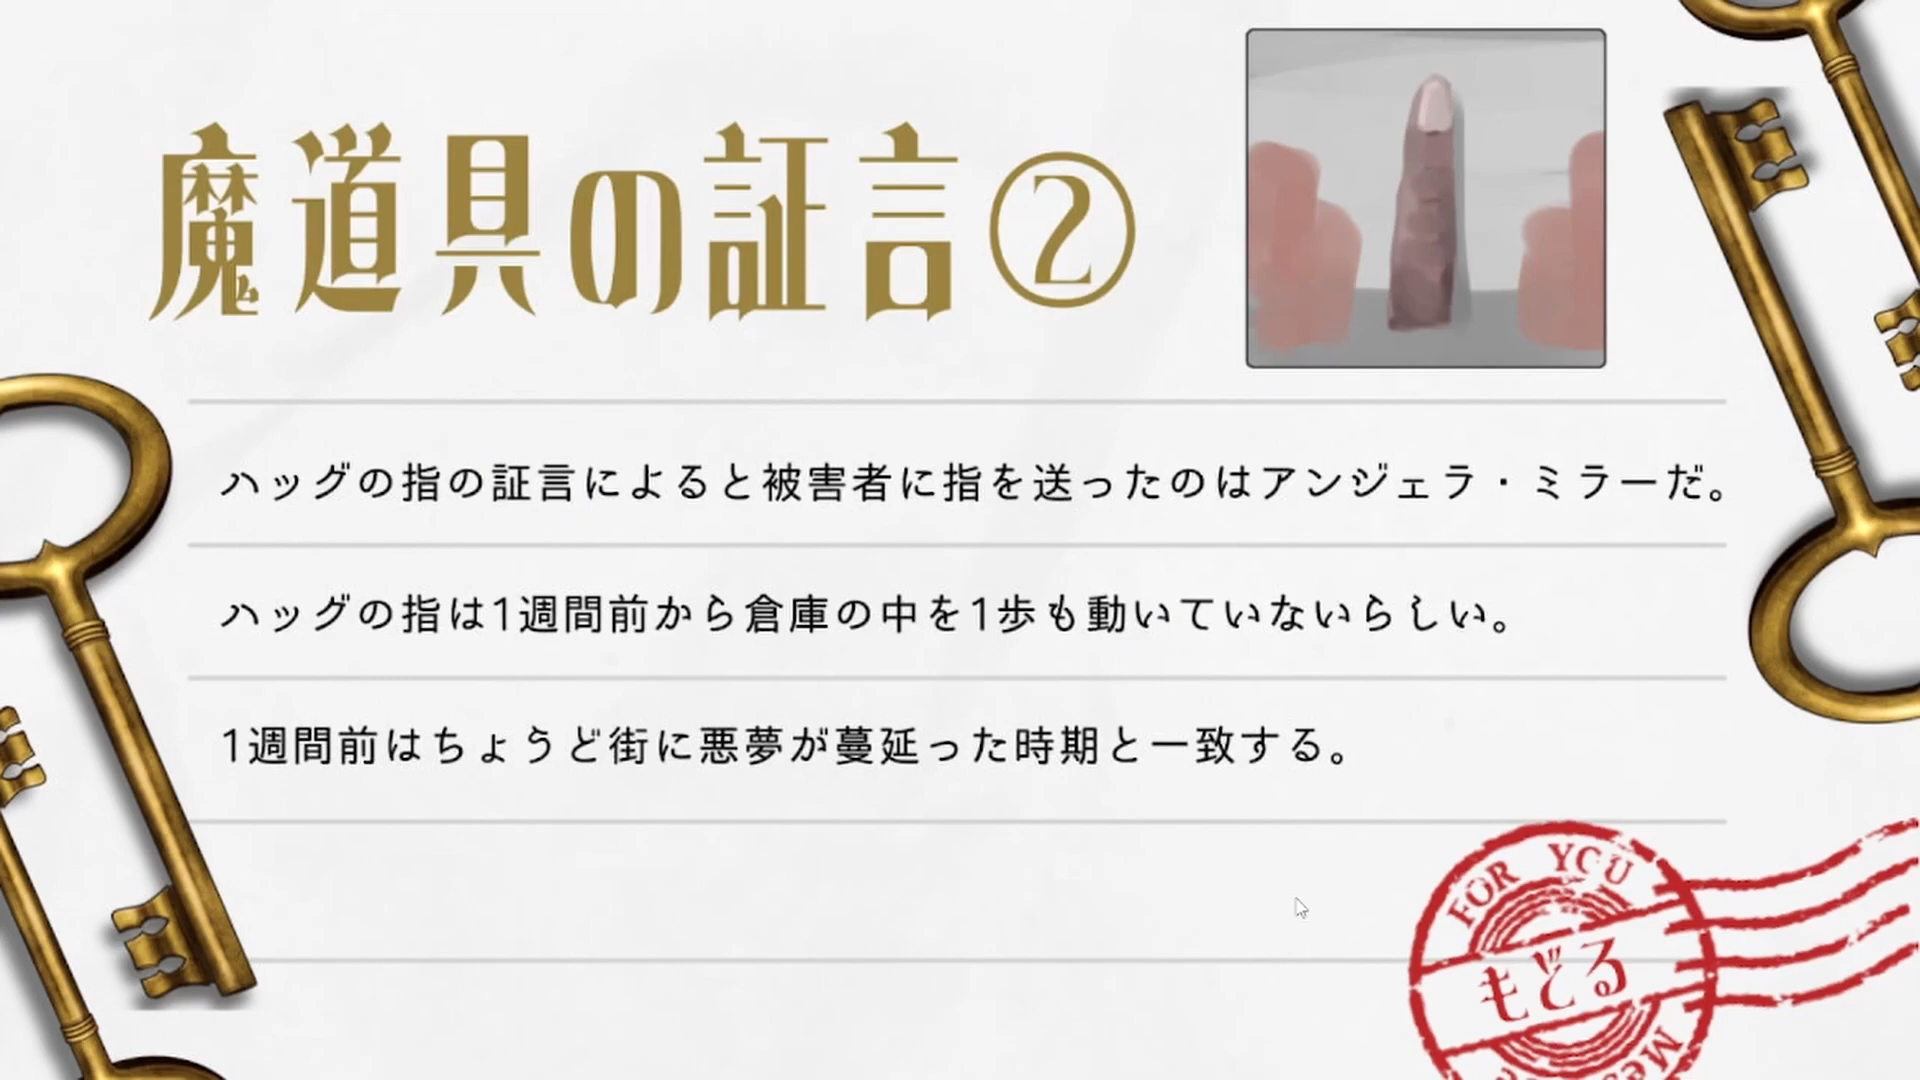 魔道具の証言②
ハッグの指の証言によると被害者に指を送ったのはアンジェラ・ミラーだ。
ハッグの指は1週間前から倉庫の中を1歩も動いていないらしい。
1週間前はちょうど街に悪夢が蔓延った時期と一致する。
FOR YOU
もどる